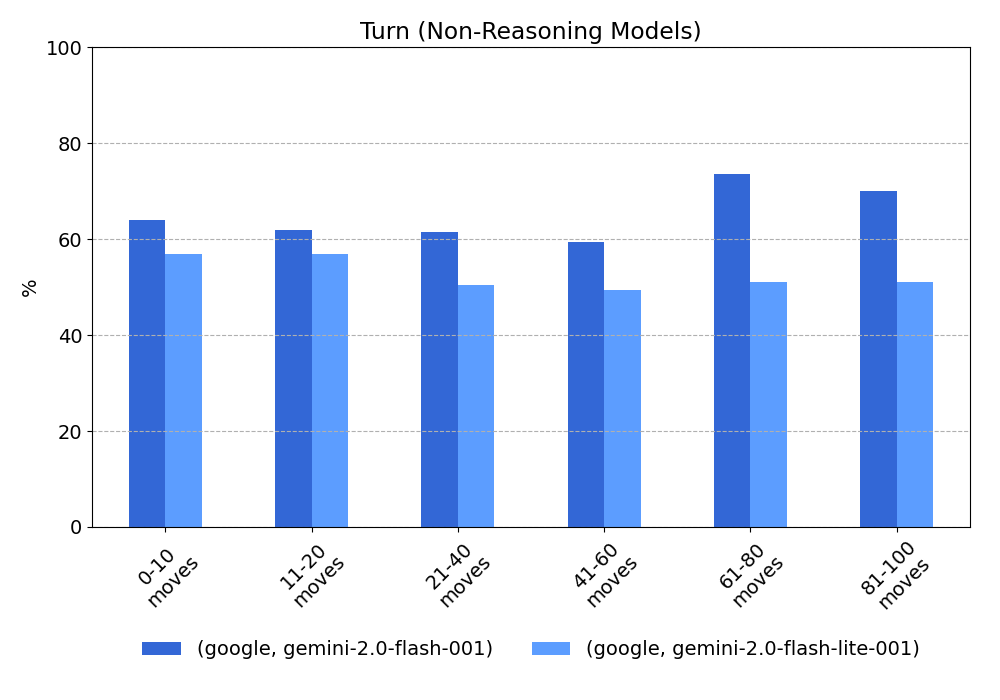 Turn (Non-Reasoning Models)
%
100
80
60
40
20
0
0-10
moves
11-20
moves
21-40
moves
41-60
moves
61-80
moves
81-100
moves
(google, gemini-2.0-flash-001)
(google, gemini-2.0-flash-lite-001)